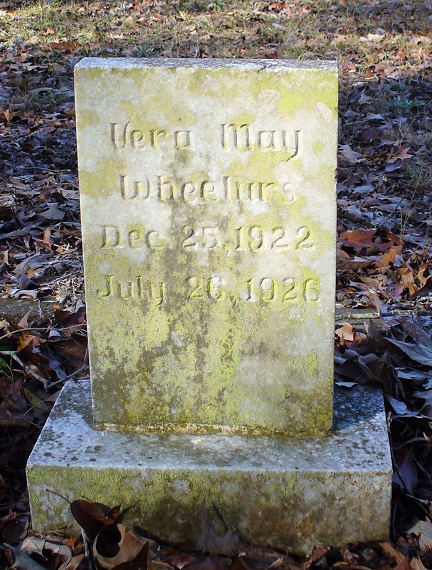 Vera May
Wheelurs
Dec. 25, 1922
July 26, 1926